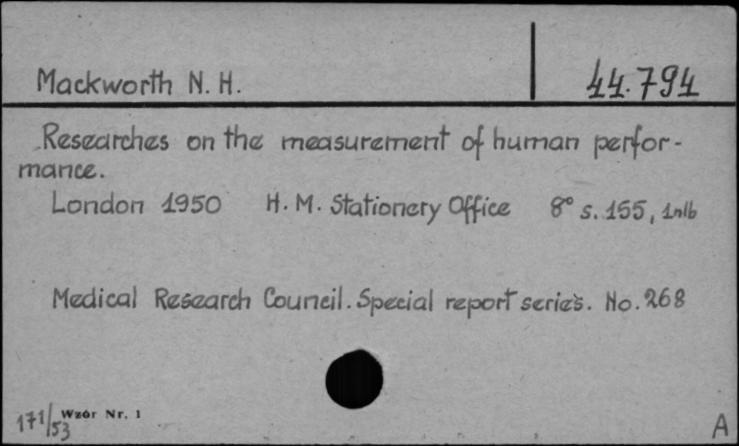 Mackworth N. H.
44.794
Researches on the measurement of human perfor-
mance.
London 1950 H. M. Stationery Office 8° s. 155, 1nlb
Medical Research Council. Special report series. No. 268
171/53 Wzór Nr. 1
A